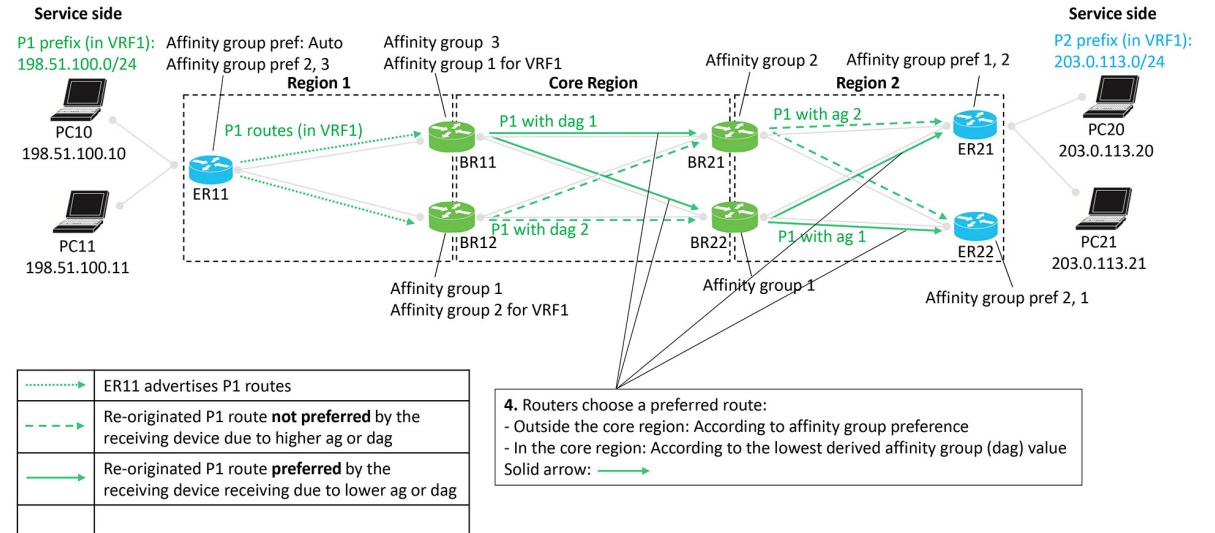 Service side
Service side
P1 prefix (in VRF1):
198.51.100.0/24
Affinity group pref: Auto
Affinity group pref 2, 3
Affinity group  3
Affinity group 1 for VRF1
Affinity group 2
Affinity group pref 1, 2
P2 prefix (in VRF1):
203.0.113.0/24
Region 1
Core Region
Region 2
PC10
198.51.100.10
P1 routes (in VRF1)
BR11
P1 with dag 1
BR21
P1 with ag 2
ER21
PC20
203.0.113.20
ER11
PC11
198.51.100.11
BR12
P1 with dag 2
BR22
P1 with ag 1
ER22
PC21
203.0.113.21
Affinity group 1
Affinity group 2 for VRF1
Affinity group 1
Affinity group pref 2, 1
ER11 advertises P1 routes
Re-originated P1 route not preferred by the
receiving device due to higher ag or dag
Re-originated P1 route preferred by the
receiving device receiving due to lower ag or dag
4. Routers choose a preferred route:
- Outside the core region: According to affinity group preference
- In the core region: According to the lowest derived affinity group (dag) value
Solid arrow: